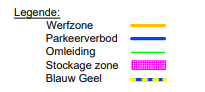 Legende:
Werfzone
Parkeerverbod
Omleiding
Stockage zone
Blauw Geel